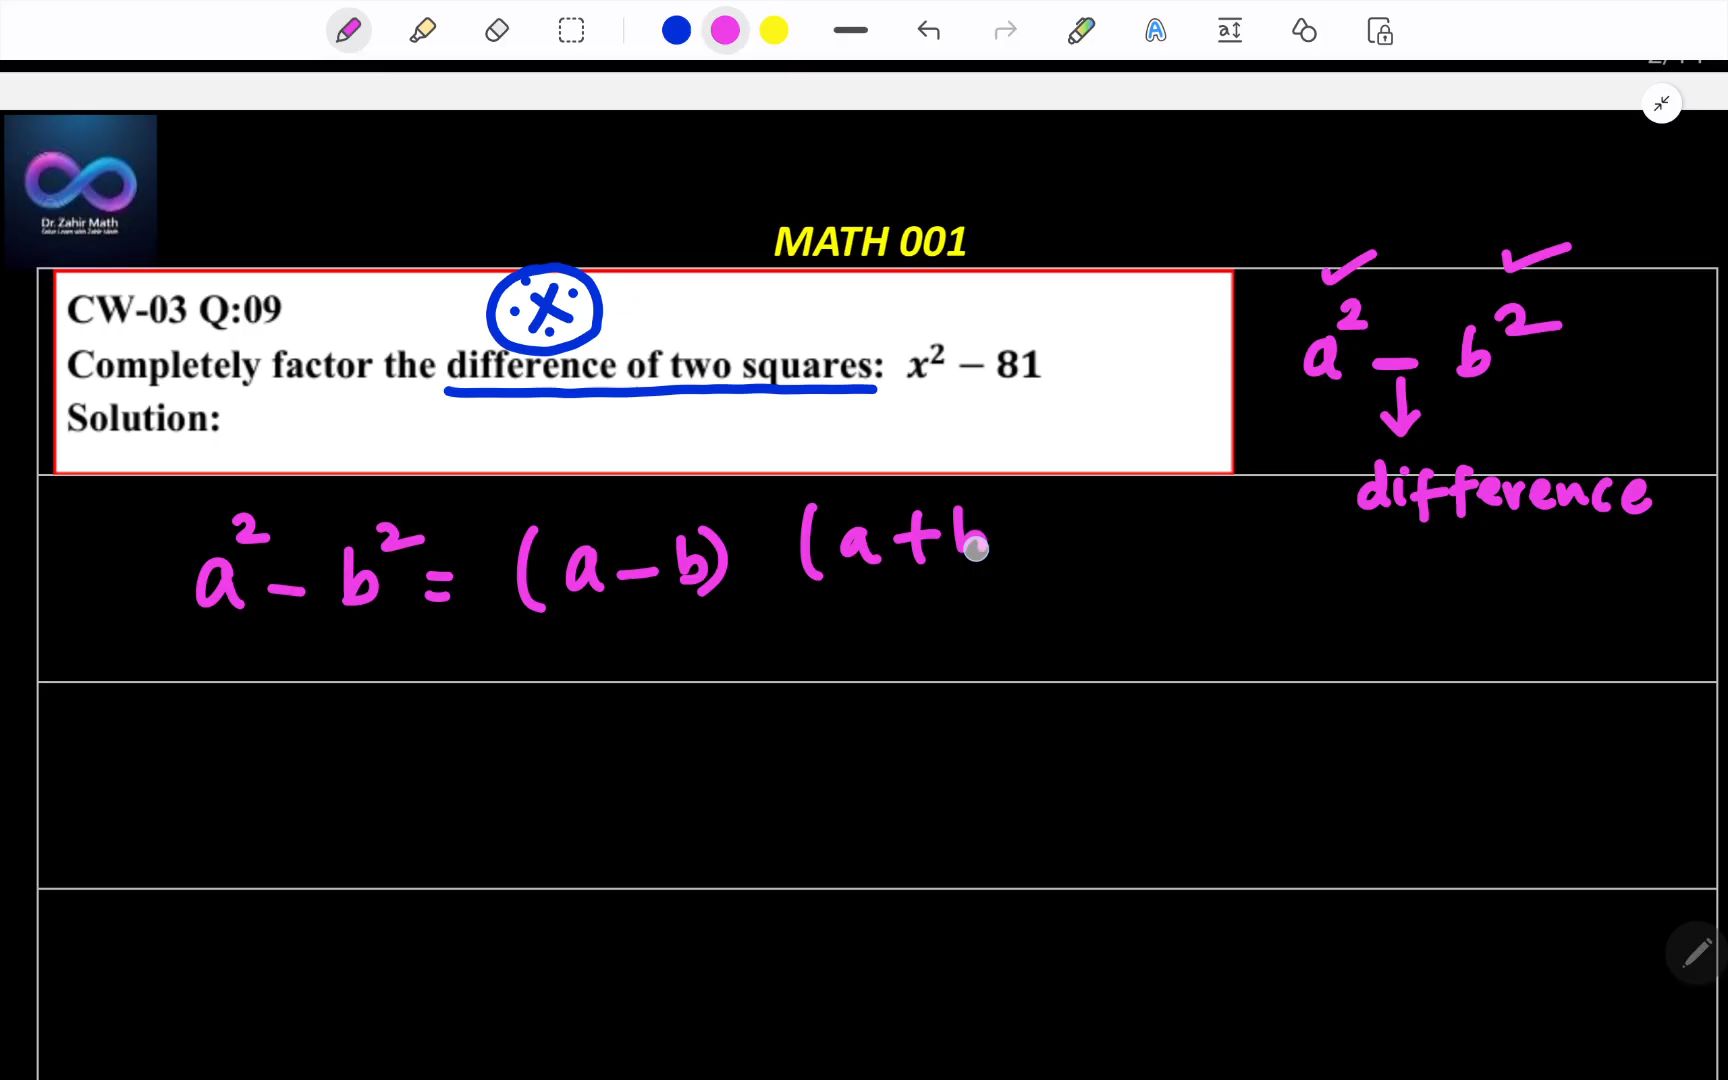 Dr.Zahir Math
MATH 001
CW-03 Q:09
Completely factor the difference of two squares: x² − 81
Solution:
a² − b²
difference
a² − b² = (a − b) (a + b